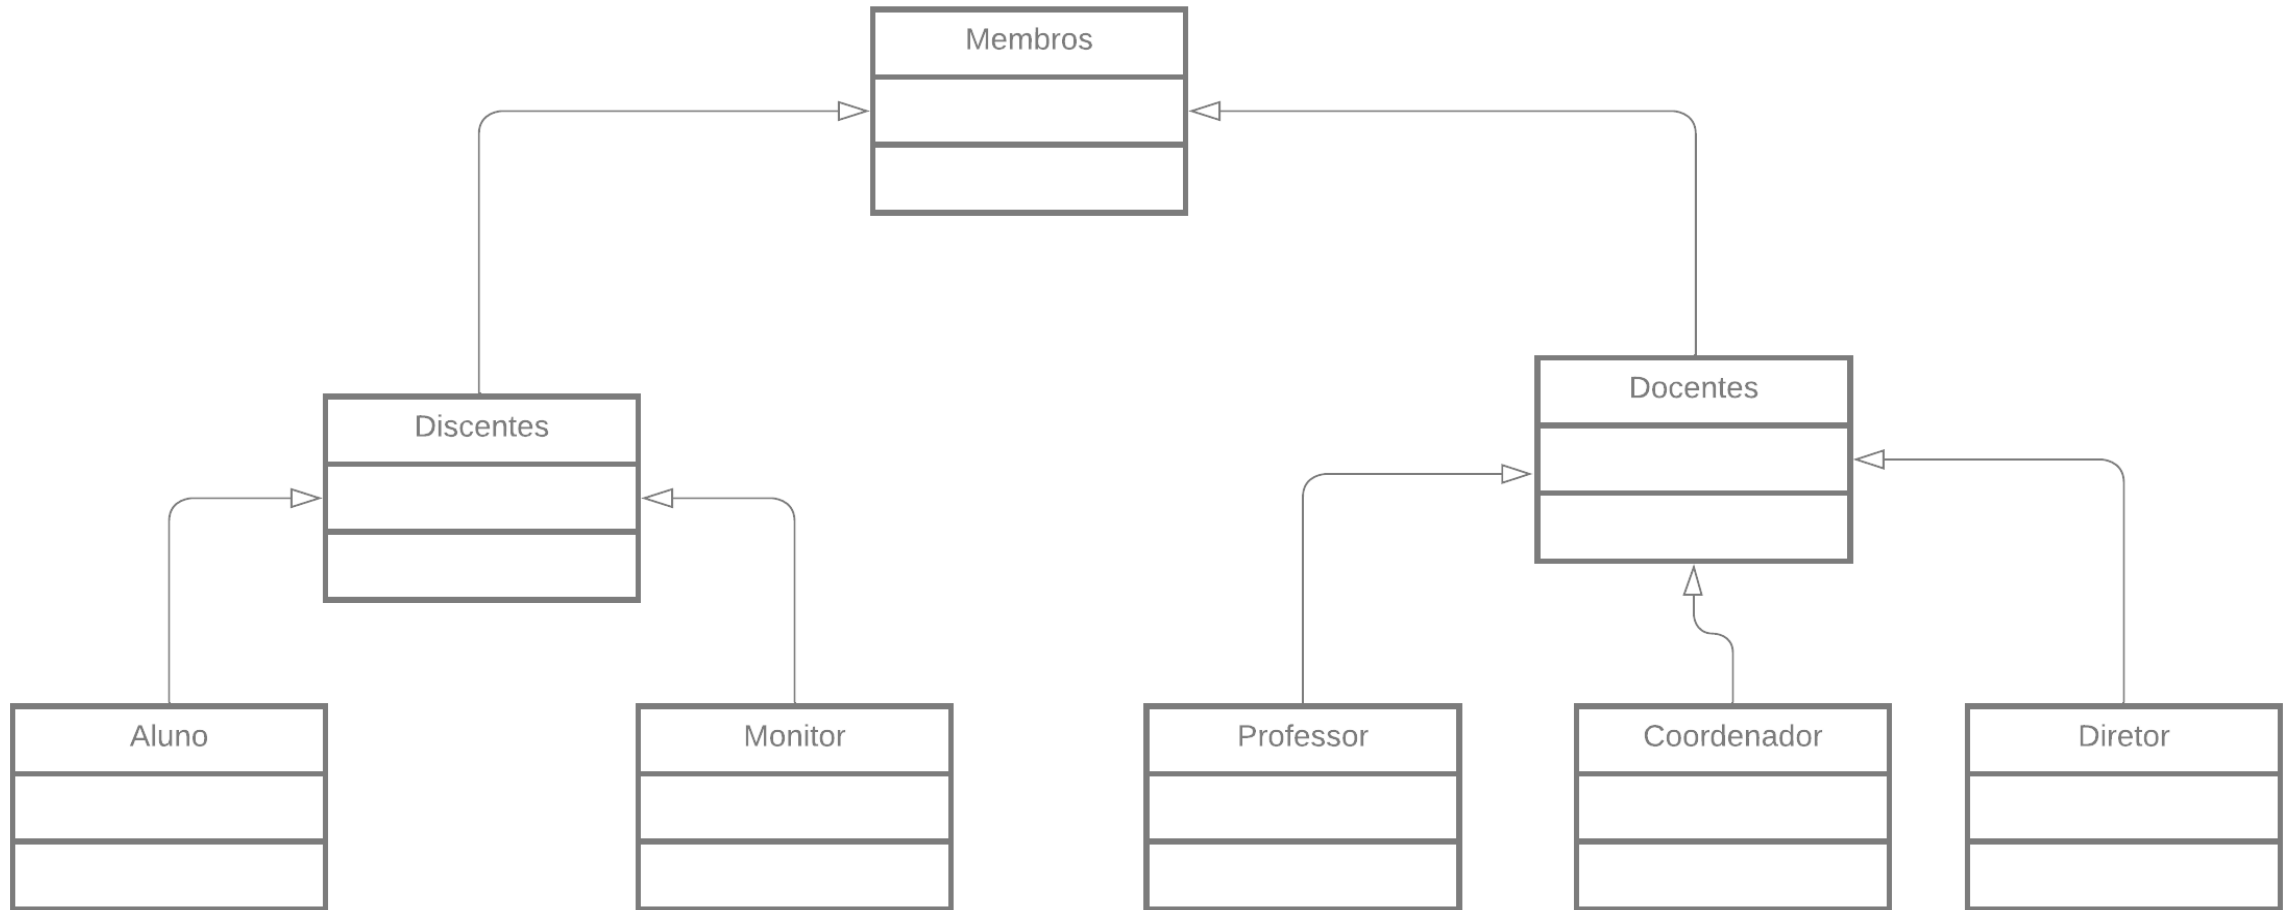 Membros
Docentes
Discentes
Aluno
Monitor
Professor
Coordenador
Diretor